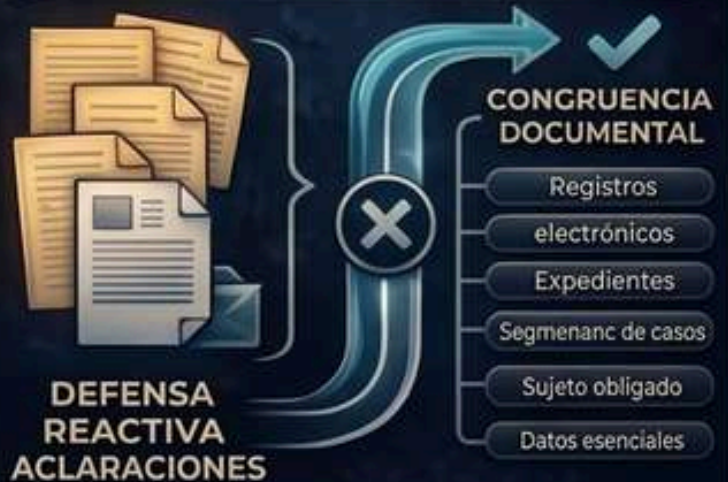 DEFENSA
REACTIVA
ACLARACIONES
CONGRUENCIA
DOCUMENTAL
Registros
electrónicos
Expedientes
Segmenanc de casos
Sujeto obligado
Datos esenciales